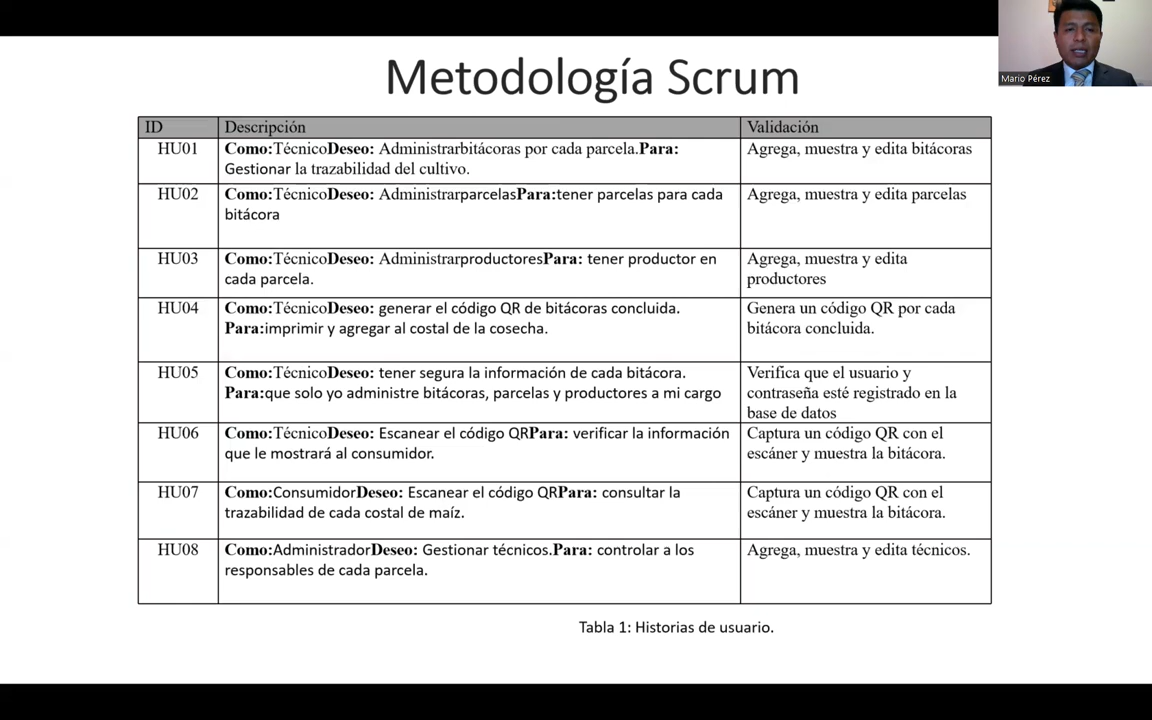 Mario Pérez
Metodología Scrum
ID Descripción Validación
HU01 Como:TécnicoDeseo: Administrarbitácoras por cada parcela.Para: Agrega, muestra y edita bitácoras
Gestionar la trazabilidad del cultivo.
HU02 Como:TécnicoDeseo: AdministrarparcelasPara:tener parcelas para cada Agrega, muestra y edita parcelas
bitácora
HU03 Como:TécnicoDeseo: AdministrarproductoresPara: tener productor en Agrega, muestra y edita
cada parcela. productores
HU04 Como:TécnicoDeseo: generar el código QR de bitácoras concluida. Genera un código QR por cada
Para:imprimir y agregar al costal de la cosecha. bitácora concluida.
HU05 Como:TécnicoDeseo: tener segura la información de cada bitácora. Verifica que el usuario y
Para:que solo yo administre bitácoras, parcelas y productores a mi cargo contraseña esté registrado en la
base de datos
HU06 Como:TécnicoDeseo: Escanear el código QRPara: verificar la información Captura un código QR con el
que le mostrará al consumidor. escáner y muestra la bitácora.
HU07 Como:ConsumidorDeseo: Escanear el código QRPara: consultar la Captura un código QR con el
trazabilidad de cada costal de maíz. escáner y muestra la bitácora.
HU08 Como:AdministradorDeseo: Gestionar técnicos.Para: controlar a los Agrega, muestra y edita técnicos.
responsables de cada parcela.
Tabla 1: Historias de usuario.